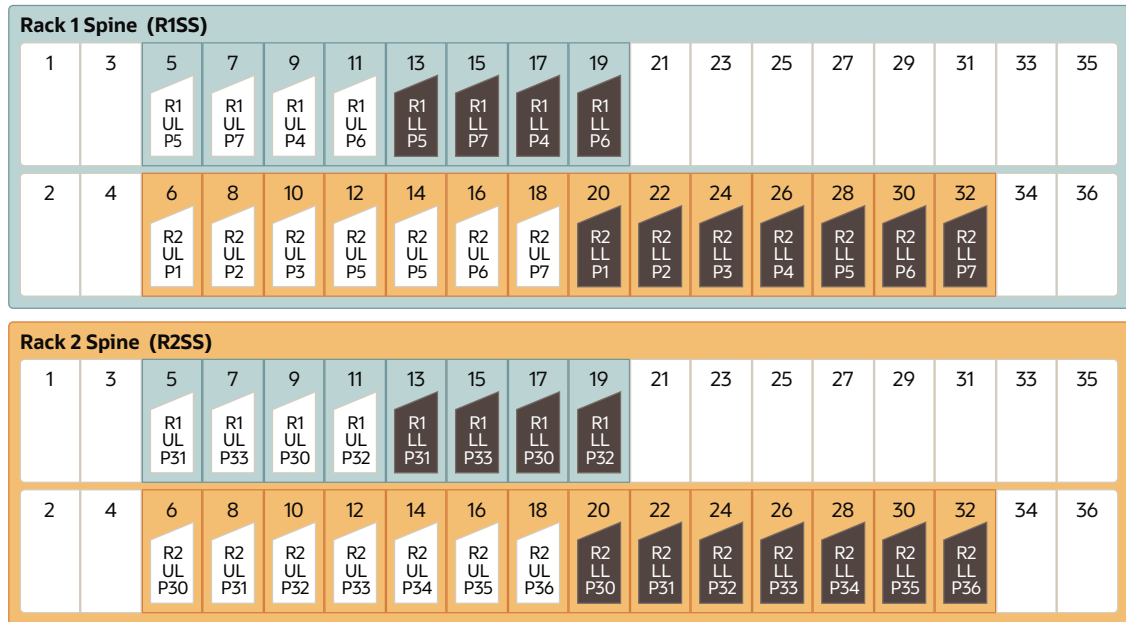 Rack 1 Spine (R1SS)
1 3 5 7 9 11 13 15 17 19 21 23 25 27 29 31 33 35
R1 R1 R1 R1 R1 R1 R1 R1
UL UL UL UL LL LL LL LL
P5 P7 P4 P6 P5 P7 P4 P6
2 4 6 8 10 12 14 16 18 20 22 24 26 28 30 32 34 36
R2 R2 R2 R2 R2 R2 R2 R2 R2 R2 R2 R2 R2 R2
UL UL UL UL UL UL UL LL LL LL LL LL LL LL
P1 P2 P3 P5 P5 P6 P7 P1 P2 P3 P4 P5 P6 P7
Rack 2 Spine (R2SS)
1 3 5 7 9 11 13 15 17 19 21 23 25 27 29 31 33 35
R1 R1 R1 R1 R1 R1 R1 R1
UL UL UL UL LL LL LL LL
P31 P33 P30 P32 P31 P33 P30 P32
2 4 6 8 10 12 14 16 18 20 22 24 26 28 30 32 34 36
R2 R2 R2 R2 R2 R2 R2 R2 R2 R2 R2 R2 R2 R2
UL UL UL UL UL UL UL LL LL LL LL LL LL LL
P30 P31 P32 P33 P34 P35 P36 P30 P31 P32 P33 P34 P35 P36